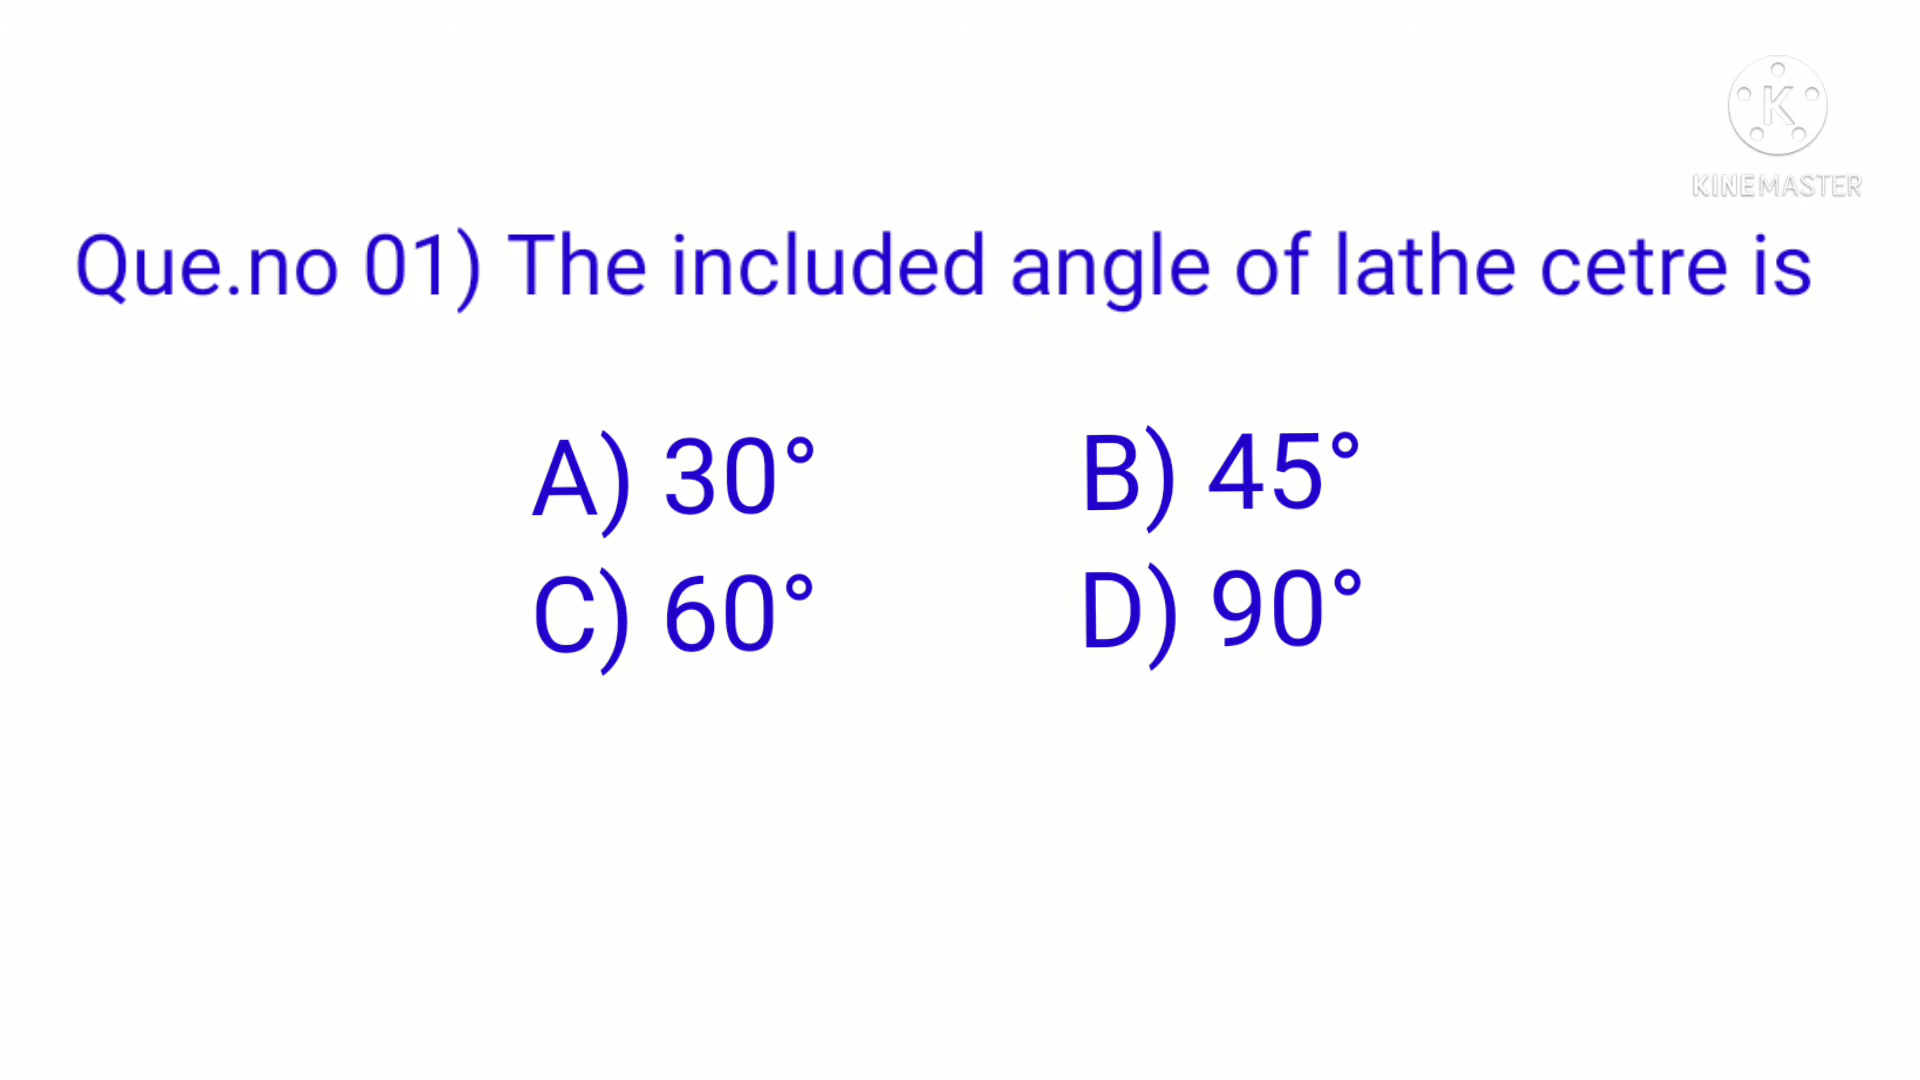 K
KINEMASTER
Que.no 01) The included angle of lathe cetre is
A) 30° B) 45°
C) 60° D) 90°